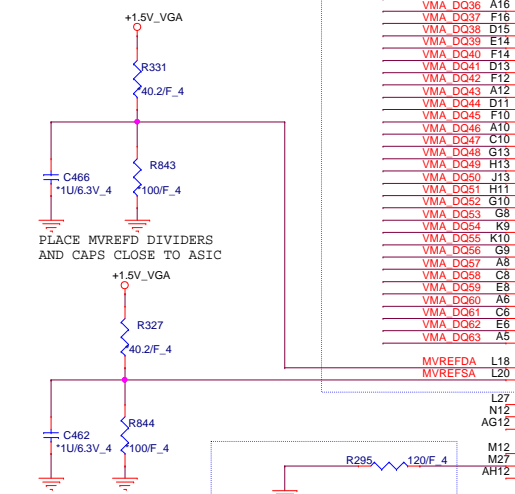 +1.5V_VGA
R331
*40.2/F_4
C466
*1U/6.3V_4
R843
*100/F_4
PLACE MVREFD DIVIDERS
AND CAPS CLOSE TO ASIC
+1.5V_VGA
R327
*40.2/F_4
C462
*1U/6.3V_4
R844
*100/F_4
VMA_DQ36 A16
VMA_DQ37 F16
VMA_DQ38 D15
VMA_DQ39 E14
VMA_DQ40 F14
VMA_DQ41 D13
VMA_DQ42 F12
VMA_DQ43 A12
VMA_DQ44 D11
VMA_DQ45 F10
VMA_DQ46 A10
VMA_DQ47 C10
VMA_DQ48 G13
VMA_DQ49 H13
VMA_DQ50 J13
VMA_DQ51 H11
VMA_DQ52 G10
VMA_DQ53 G8
VMA_DQ54 K9
VMA_DQ55 K10
VMA_DQ56 G9
VMA_DQ57 A8
VMA_DQ58 C8
VMA_DQ59 E8
VMA_DQ60 A6
VMA_DQ61 C6
VMA_DQ62 E6
VMA_DQ63 A5
MVREFDA L18
MVREFSA L20
L27
N12
AG12
R295 120/F_4
M12
M27
AH12